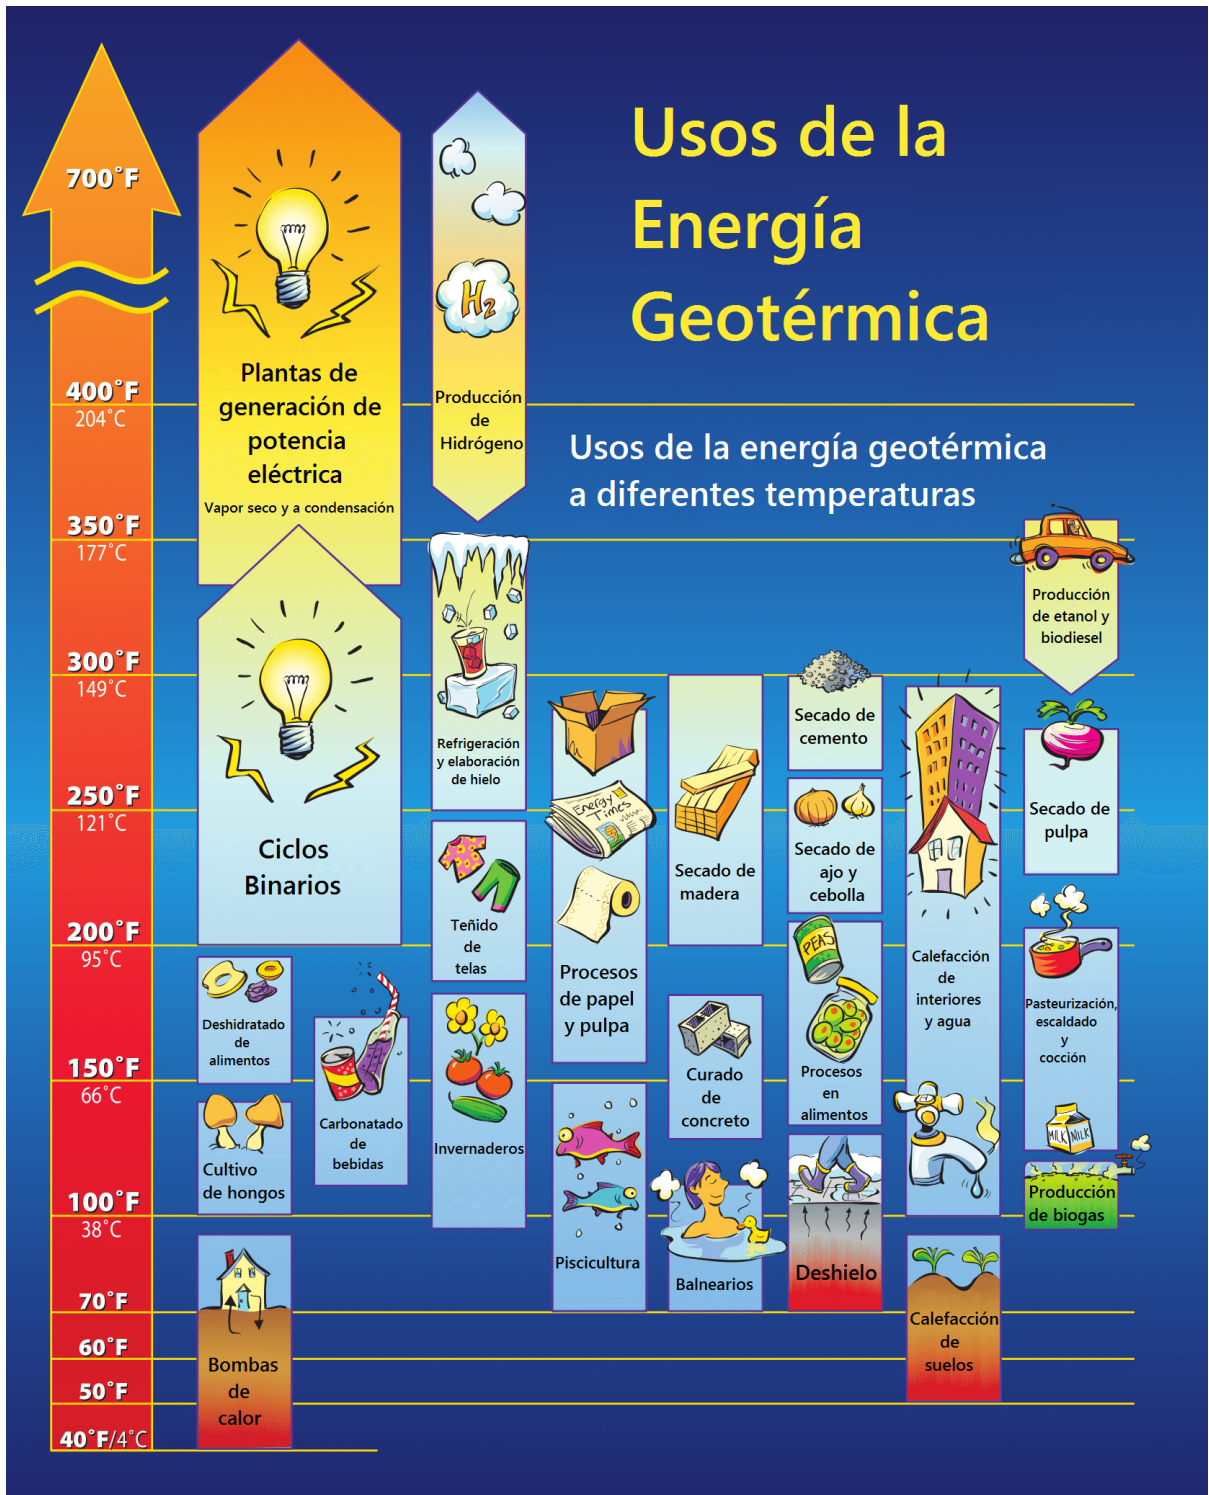 Usos de la
Energía
Geotérmica
Usos de la energía geotérmica
a diferentes temperaturas
700°F
400°F
204°C
350°F
177°C
300°F
149°C
250°F
121°C
200°F
95°C
150°F
66°C
100°F
38°C
70°F
60°F
50°F
40°F/4°C
Plantas de
generación de
potencia
eléctrica
Vapor seco y a condensación
Ciclos
Binarios
Deshidratado
de
alimentos
Cultivo
de hongos
Bombas
de
calor
Carbonatado
de
bebidas
H2
Producción
de
Hidrógeno
Refrigeración
y elaboración
de hielo
Teñido
de
telas
Invernaderos
Energy
Times
Procesos
de papel
y pulpa
Piscicultura
Secado de
madera
Curado
de
concreto
Balnearios
Secado de
cemento
Secado de
ajo y
cebolla
PEAS
Procesos
en
alimentos
Deshielo
Calefacción
de
interiores
y agua
Calefacción
de
suelos
Producción
de etanol y
biodiesel
Secado de
pulpa
Pasteurización,
escaldado
y
cocción
MILK MILK
Producción
de biogas